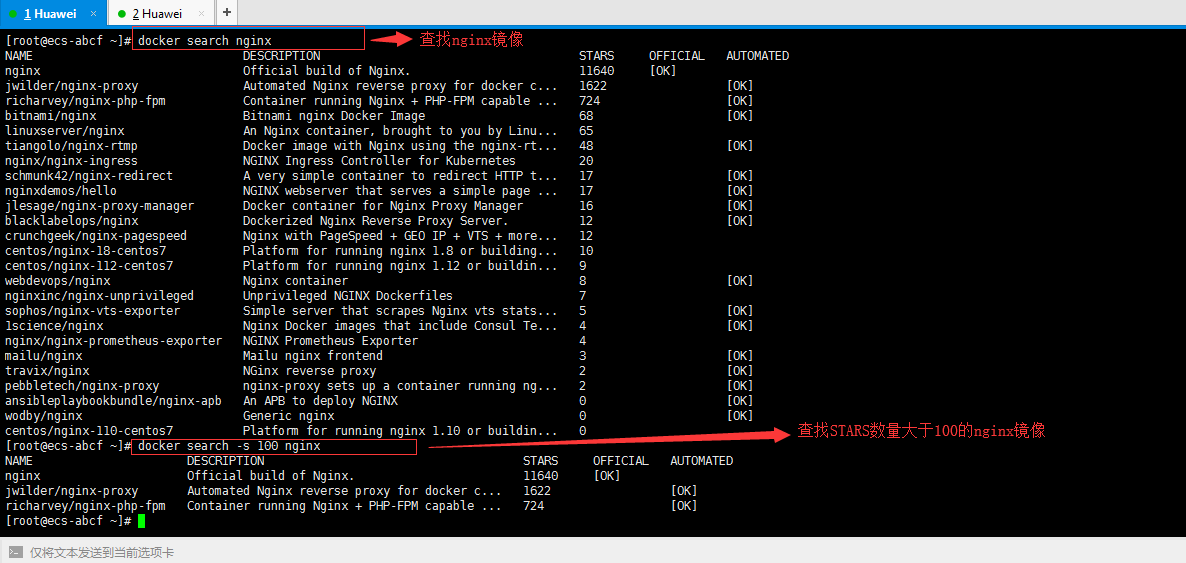 1 Huawei × 2 Huawei × +
[root@ecs-abcf ~]# docker search nginx 查找nginx镜像
NAME DESCRIPTION STARS OFFICIAL AUTOMATED
nginx Official build of Nginx. 11640 [OK]
jwilder/nginx-proxy Automated Nginx reverse proxy for docker c... 1622 [OK]
richarvey/nginx-php-fpm Container running Nginx + PHP-FPM capable ... 724 [OK]
bitnami/nginx Bitnami nginx Docker Image 68 [OK]
linuxserver/nginx An Nginx container, brought to you by Linu... 65
tiangolo/nginx-rtmp Docker image with Nginx using the nginx-rt... 48 [OK]
nginx/nginx-ingress NGINX Ingress Controller for Kubernetes 20
schmunk42/nginx-redirect A very simple container to redirect HTTP t... 17 [OK]
nginxdemos/hello NGINX webserver that serves a simple page ... 17 [OK]
jlesage/nginx-proxy-manager Docker container for Nginx Proxy Manager 16 [OK]
blacklabelops/nginx Dockerized Nginx Reverse Proxy Server. 12 [OK]
crunchgeek/nginx-pagespeed Nginx with PageSpeed + GEO IP + VTS + more... 12
centos/nginx-18-centos7 Platform for running nginx 1.8 or building... 10
centos/nginx-112-centos7 Platform for running nginx 1.12 or buildin... 9
webdevops/nginx Nginx container 8 [OK]
nginxinc/nginx-unprivileged Unprivileged NGINX Dockerfiles 7
sophos/nginx-vts-exporter Simple server that scrapes Nginx vts stats... 5 [OK]
1science/nginx Nginx Docker images that include Consul Te... 4 [OK]
nginx/nginx-prometheus-exporter NGINX Prometheus Exporter 4
mailu/nginx Mailu nginx frontend 3 [OK]
travix/nginx NGinx reverse proxy 2 [OK]
pebbletech/nginx-proxy nginx-proxy sets up a container running ng... 2 [OK]
ansibleplaybookbundle/nginx-apb An APB to deploy NGINX 0 [OK]
wodby/nginx Generic nginx 0 [OK]
centos/nginx-110-centos7 Platform for running nginx 1.10 or buildin... 0
[root@ecs-abcf ~]# docker search -s 100 nginx 查找STARS数量大于100的nginx镜像
NAME DESCRIPTION STARS OFFICIAL AUTOMATED
nginx Official build of Nginx. 11640 [OK]
jwilder/nginx-proxy Automated Nginx reverse proxy for docker c... 1622 [OK]
richarvey/nginx-php-fpm Container running Nginx + PHP-FPM capable ... 724 [OK]
[root@ecs-abcf ~]#
仅将文本发送到当前选项卡